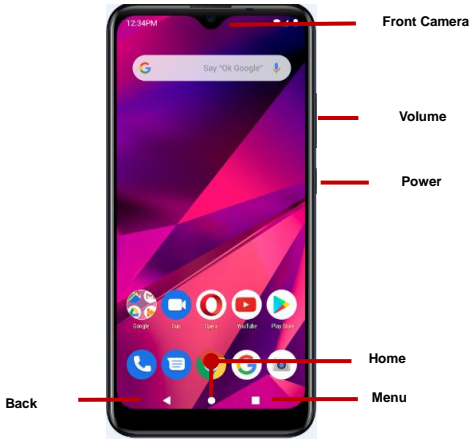 Front Camera
12:34PM
G Say "Ok Google"
Volume
Power
Google Duo Opera YouTube Play Store
Home
Menu
Back